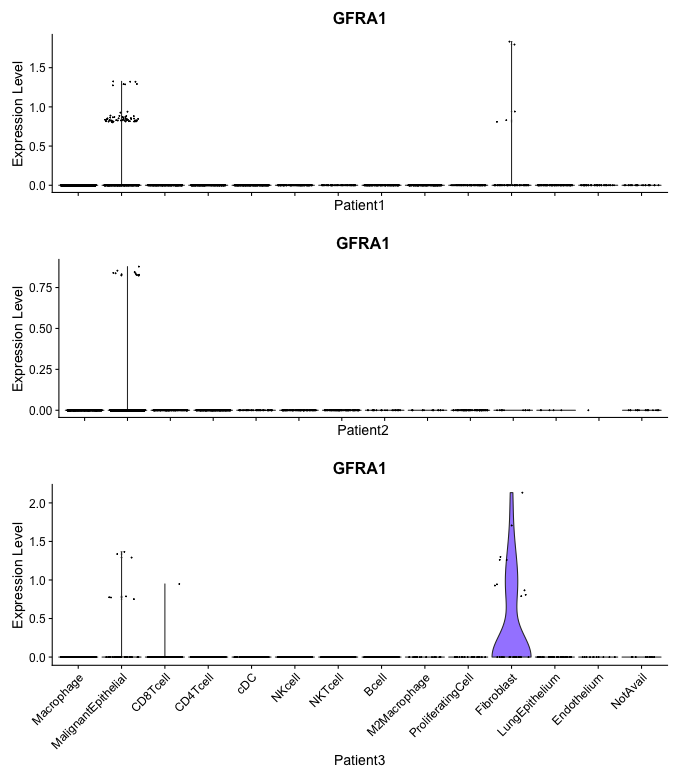 GFRA1
Expression Level
1.5
1.0
0.5
0.0
Patient1
GFRA1
Expression Level
0.75
0.50
0.25
0.00
Patient2
GFRA1
Expression Level
2.0
1.5
1.0
0.5
0.0
Macrophage
MalignantEpithelial
CD8Tcell
CD4Tcell
cDC
NKcell
NKTcell
Bcell
M2Macrophage
ProliferatingCell
Fibroblast
LungEpithelium
Endothelium
NotAvail
Patient3